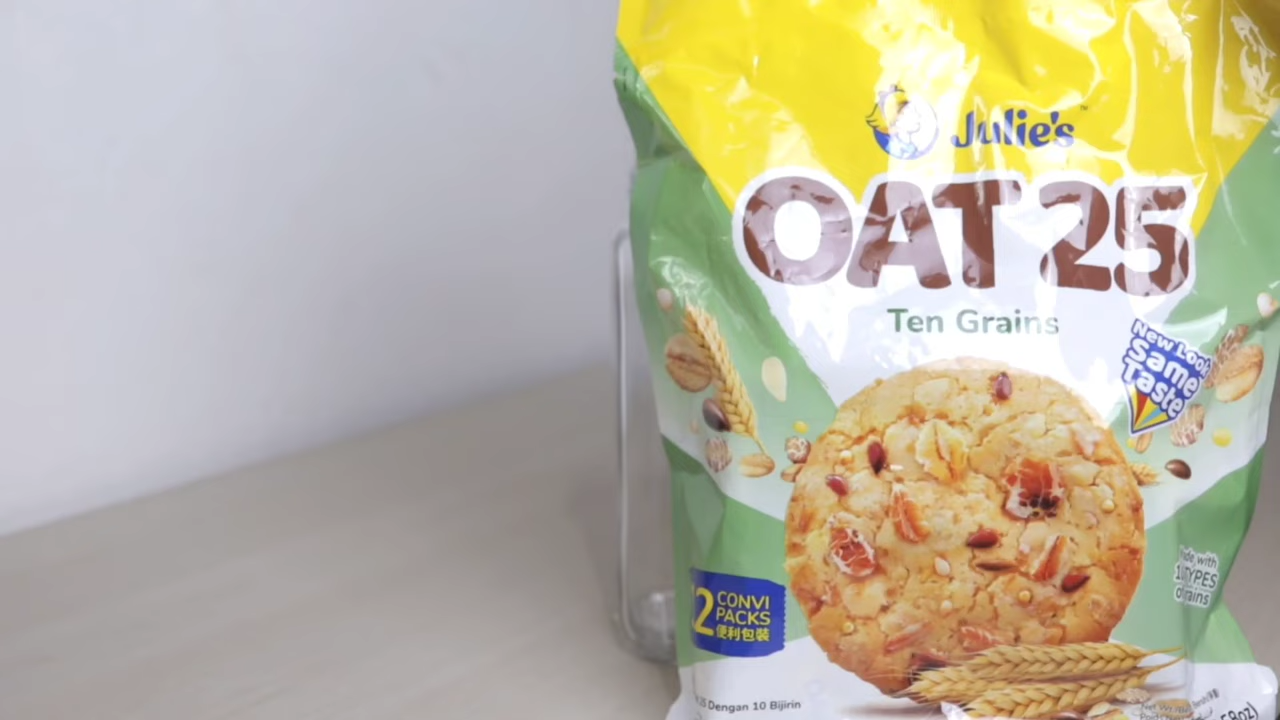 Julie's
OAT 25
Ten Grains
New Look
Same
Taste
Made with
10 TYPES
of grains
2 CONVI
PACKS
便利包裝
25 Dengan 10 Bijirin